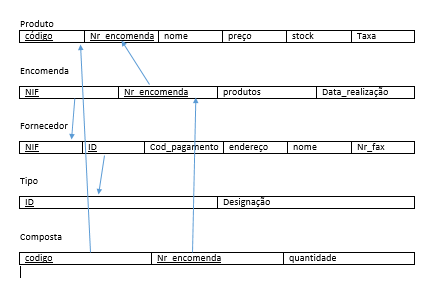 Produto
código Nr_encomenda nome preço stock Taxa
Encomenda
NIF Nr_encomenda produtos Data_realização
Fornecedor
NIF ID Cod_pagamento endereço nome Nr_fax
Tipo
ID Designação
Composta
codigo Nr_encomenda quantidade